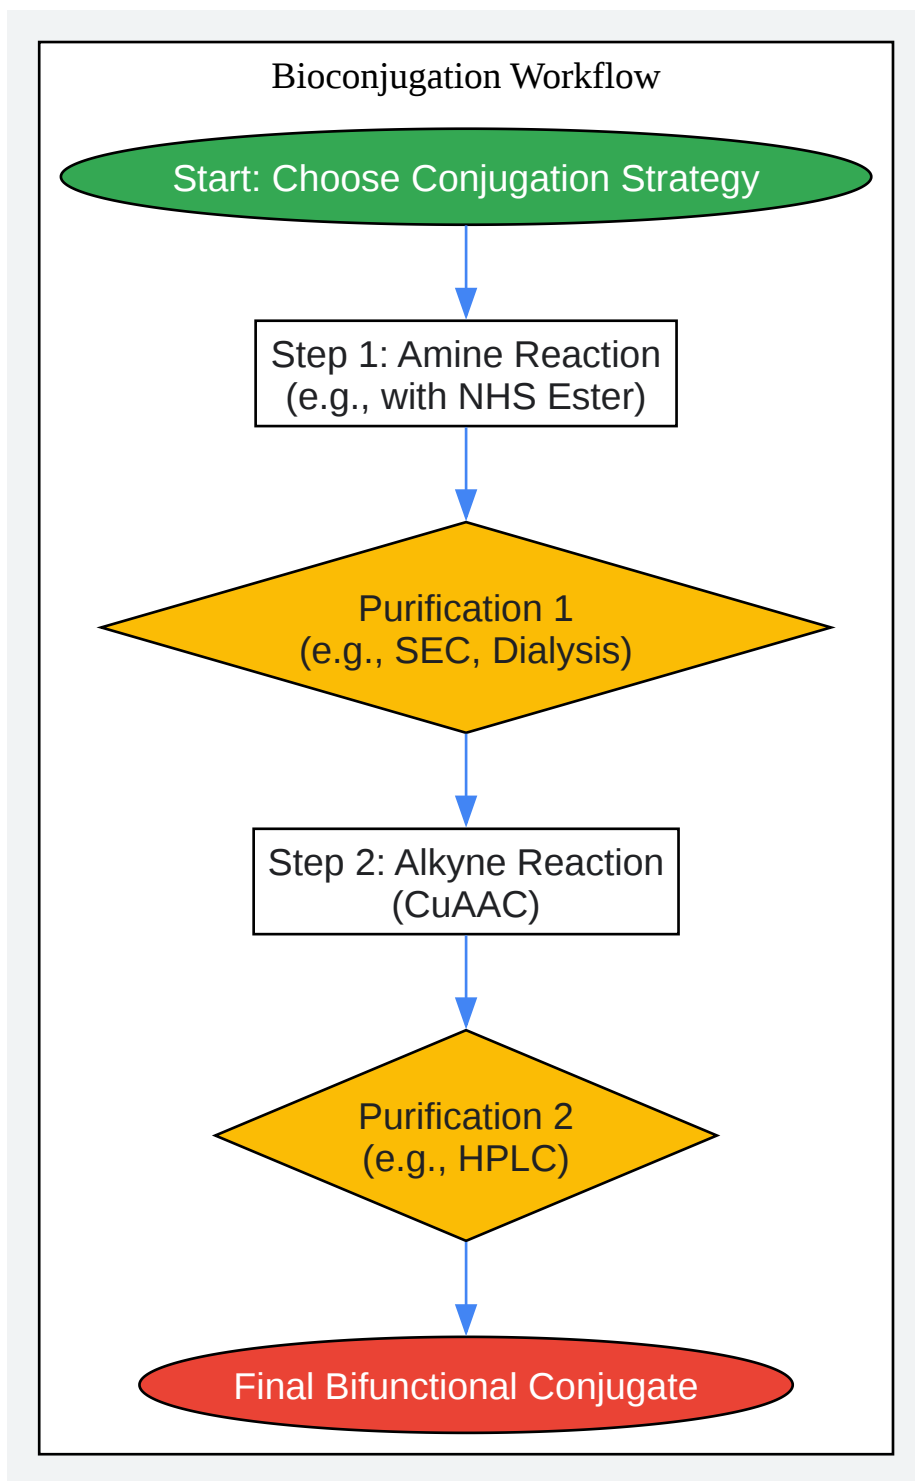 Bioconjugation Workflow
Start: Choose Conjugation Strategy
Step 1: Amine Reaction
(e.g., with NHS Ester)
Purification 1
(e.g., SEC, Dialysis)
Step 2: Alkyne Reaction
(CuAAC)
Purification 2
(e.g., HPLC)
Final Bifunctional Conjugate